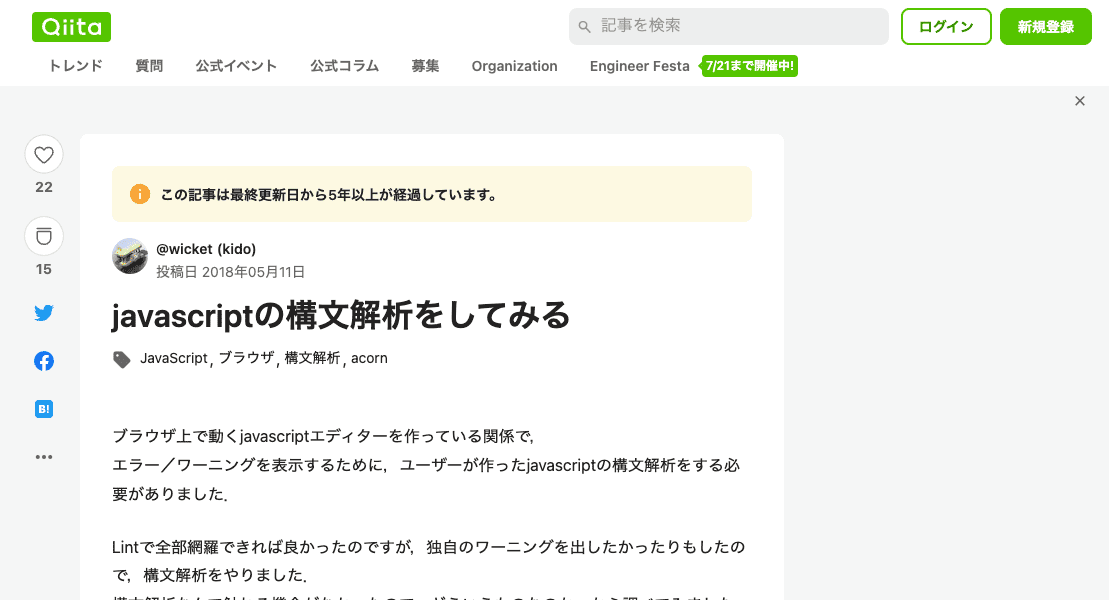 Qiita
記事を検索
ログイン
新規登録
トレンド 質問 公式イベント 公式コラム 募集 Organization Engineer Festa 7/21まで開催中!
この記事は最終更新日から5年以上が経過しています。
22
@wicket (kido)
投稿日 2018年05月11日
15
javascriptの構文解析をしてみる
JavaScript, ブラウザ, 構文解析, acorn
B!
ブラウザ上で動くjavascriptエディターを作っている関係で，
エラー／ワーニングを表示するために，ユーザーが作ったjavascriptの構文解析をする必
要がありました．
Lintで全部網羅できれば良かったのですが，独自のワーニングを出したかったりもしたの
で，構文解析をやりました．